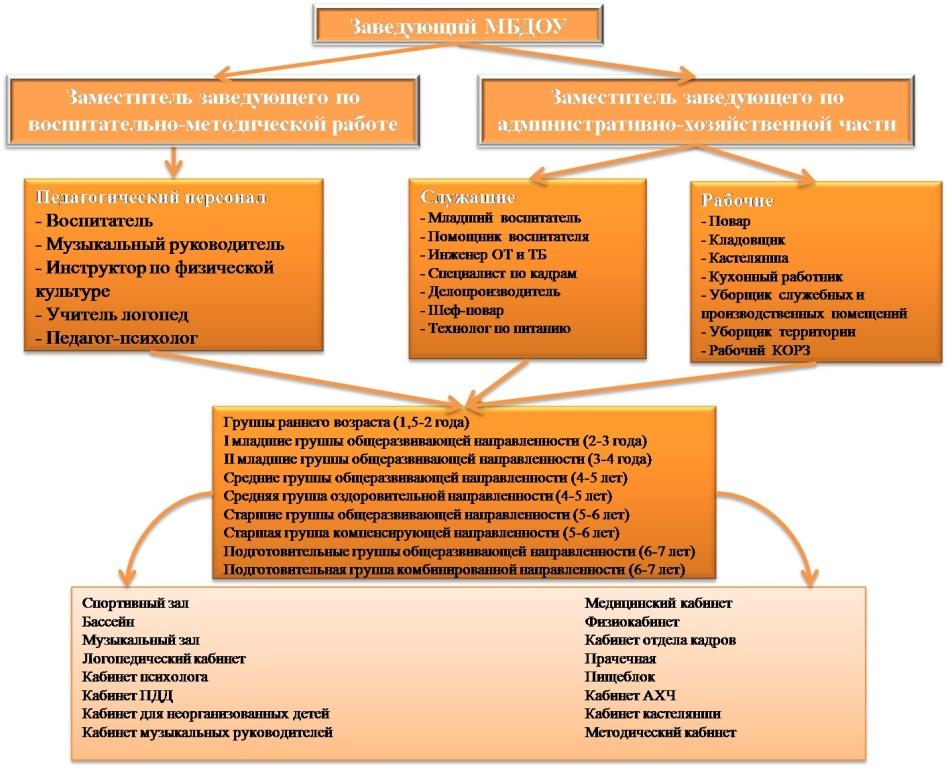 Заведующий МБДОУ
Заместитель заведующего по
воспитательно-методической работе
Заместитель заведующего по
административно-хозяйственной части
Педагогический персонал
- Воспитатель
- Музыкальный руководитель
- Инструктор по физической
культуре
- Учитель логопед
- Педагог-психолог
Служащие
- Младший воспитатель
- Помощник воспитателя
- Инженер ОТ и ТБ
- Специалист по кадрам
- Делопроизводитель
- Шеф-повар
- Технолог по питанию
Рабочие
- Повар
- Кладовщик
- Кастелянша
- Кухонный работник
- Уборщик служебных и
производственных помещений
- Уборщик территории
- Рабочий КОРЗ
Группы раннего возраста (1,5-2 года)
I младшие группы общеразвивающей направленности (2-3 года)
II младшие группы общеразвивающей направленности (3-4 года)
Средние группы общеразвивающей направленности (4-5 лет)
Средняя группа оздоровительной направленности (4-5 лет)
Старшие группы общеразвивающей направленности (5-6 лет)
Старшая группа компенсирующей направленности (5-6 лет)
Подготовительные группы общеразвивающей направленности (6-7 лет)
Подготовительная группа комбинированной направленности (6-7 лет)
Спортивный зал
Бассейн
Музыкальный зал
Логопедический кабинет
Кабинет психолога
Кабинет ПДД
Кабинет для неорганизованных детей
Кабинет музыкальных руководителей
Медицинский кабинет
Физиокабинет
Кабинет отдела кадров
Прачечная
Пищеблок
Кабинет АХЧ
Кабинет кастелянши
Методический кабинет